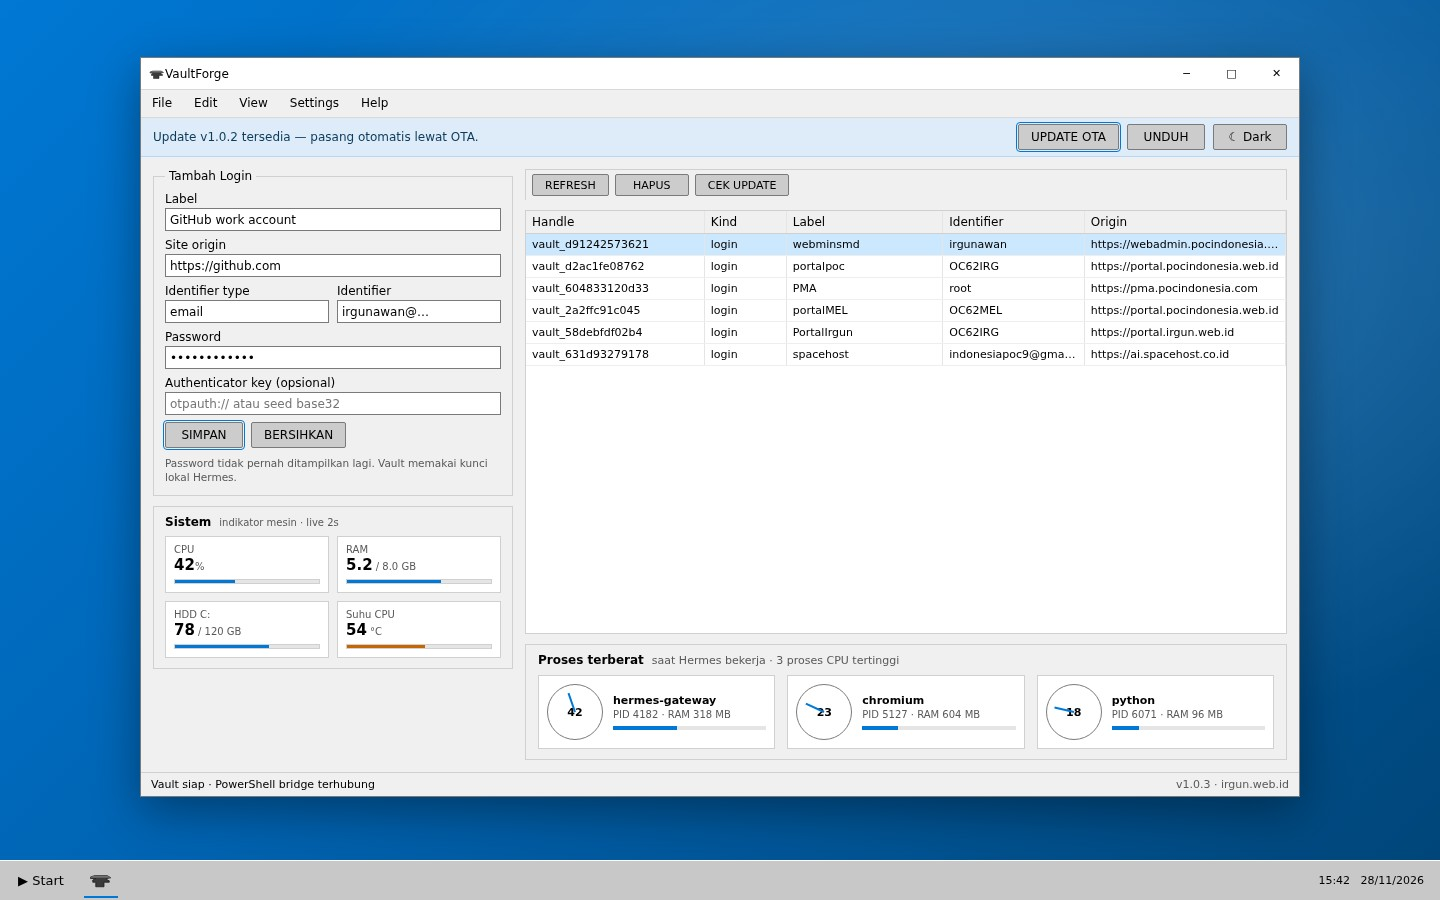 VaultForge
File Edit View Settings Help
Update v1.0.2 tersedia — pasang otomatis lewat OTA.
UPDATE OTA
UNDUH
☾ Dark
Tambah Login
Label
GitHub work account
Site origin
https://github.com
Identifier type Identifier
email irgunawan@...
Password
••••••••••••
Authenticator key (opsional)
otpauth:// atau seed base32
SIMPAN BERSIHKAN
Password tidak pernah ditampilkan lagi. Vault memakai kunci
lokal Hermes.
Sistem indikator mesin · live 2s
CPU
42%
RAM
5.2 / 8.0 GB
HDD C:
78 / 120 GB
Suhu CPU
54 °C
REFRESH HAPUS CEK UPDATE
Handle Kind Label Identifier Origin
vault_d91242573621 login webminsmd irgunawan https://webadmin.pocindonesia....
vault_d2ac1fe08762 login portalpoc OC62IRG https://portal.pocindonesia.web.id
vault_604833120d33 login PMA root https://pma.pocindonesia.com
vault_2a2ffc91c045 login portalMEL OC62MEL https://portal.pocindonesia.web.id
vault_58debfdf02b4 login PortalIrgun OC62IRG https://portal.irgun.web.id
vault_631d93279178 login spacehost indonesiapoc9@gma... https://ai.spacehost.co.id
Proses terberat saat Hermes bekerja · 3 proses CPU tertinggi
42
hermes-gateway
PID 4182 · RAM 318 MB
23
chromium
PID 5127 · RAM 604 MB
18
python
PID 6071 · RAM 96 MB
Vault siap · PowerShell bridge terhubung
v1.0.3 · irgun.web.id
▶ Start
15:42 28/11/2026